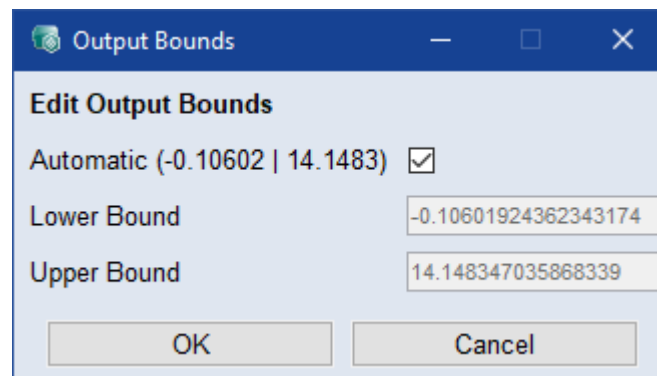 Output Bounds
Edit Output Bounds
Automatic (-0.10602 | 14.1483)
Lower Bound -0.10601924362343174
Upper Bound 14.148347035868339
OK Cancel